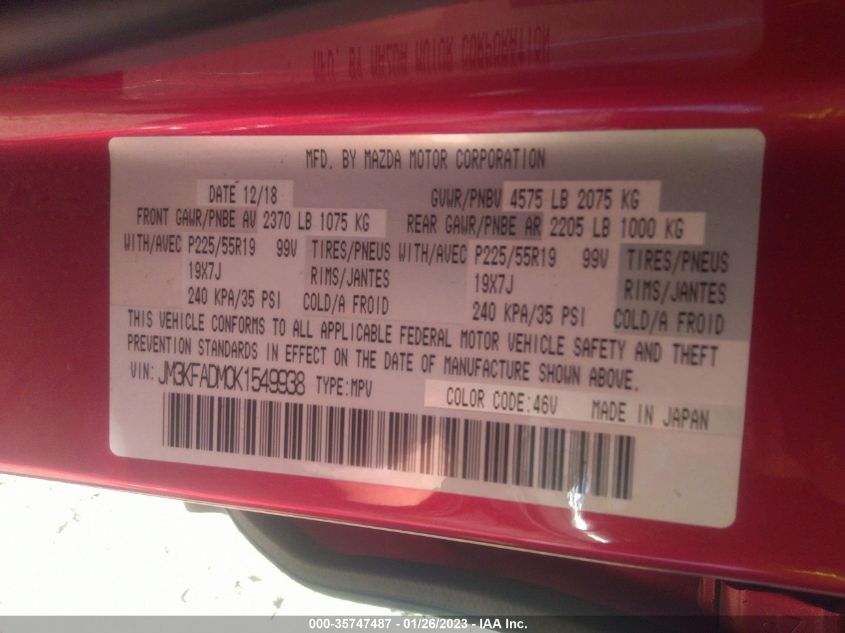 MFD. BY MAZDA MOTOR CORPORATION
MFD. BY MAZDA MOTOR CORPORATION
DATE 12/18 GVWR/PNBV 4575 LB 2075 KG
FRONT GAWR/PNBE AV 2370 LB 1075 KG REAR GAWR/PNBE AR 2205 LB 1000 KG
WITH/AVEC P225/55R19 99V TIRES/PNEUS WITH/AVEC P225/55R19 99V TIRES/PNEUS
19X7J RIMS/JANTES 19X7J RIMS/JANTES
240 KPA/35 PSI COLD/A FROID 240 KPA/35 PSI COLD/A FROID
THIS VEHICLE CONFORMS TO ALL APPLICABLE FEDERAL MOTOR VEHICLE SAFETY AND THEFT
PREVENTION STANDARDS IN EFFECT ON THE DATE OF MANUFACTURE SHOWN ABOVE.
VIN: JM3KFADM0K1549938 TYPE:MPV COLOR CODE:46V MADE IN JAPAN
000-35747487 - 01/26/2023 - IAA Inc.